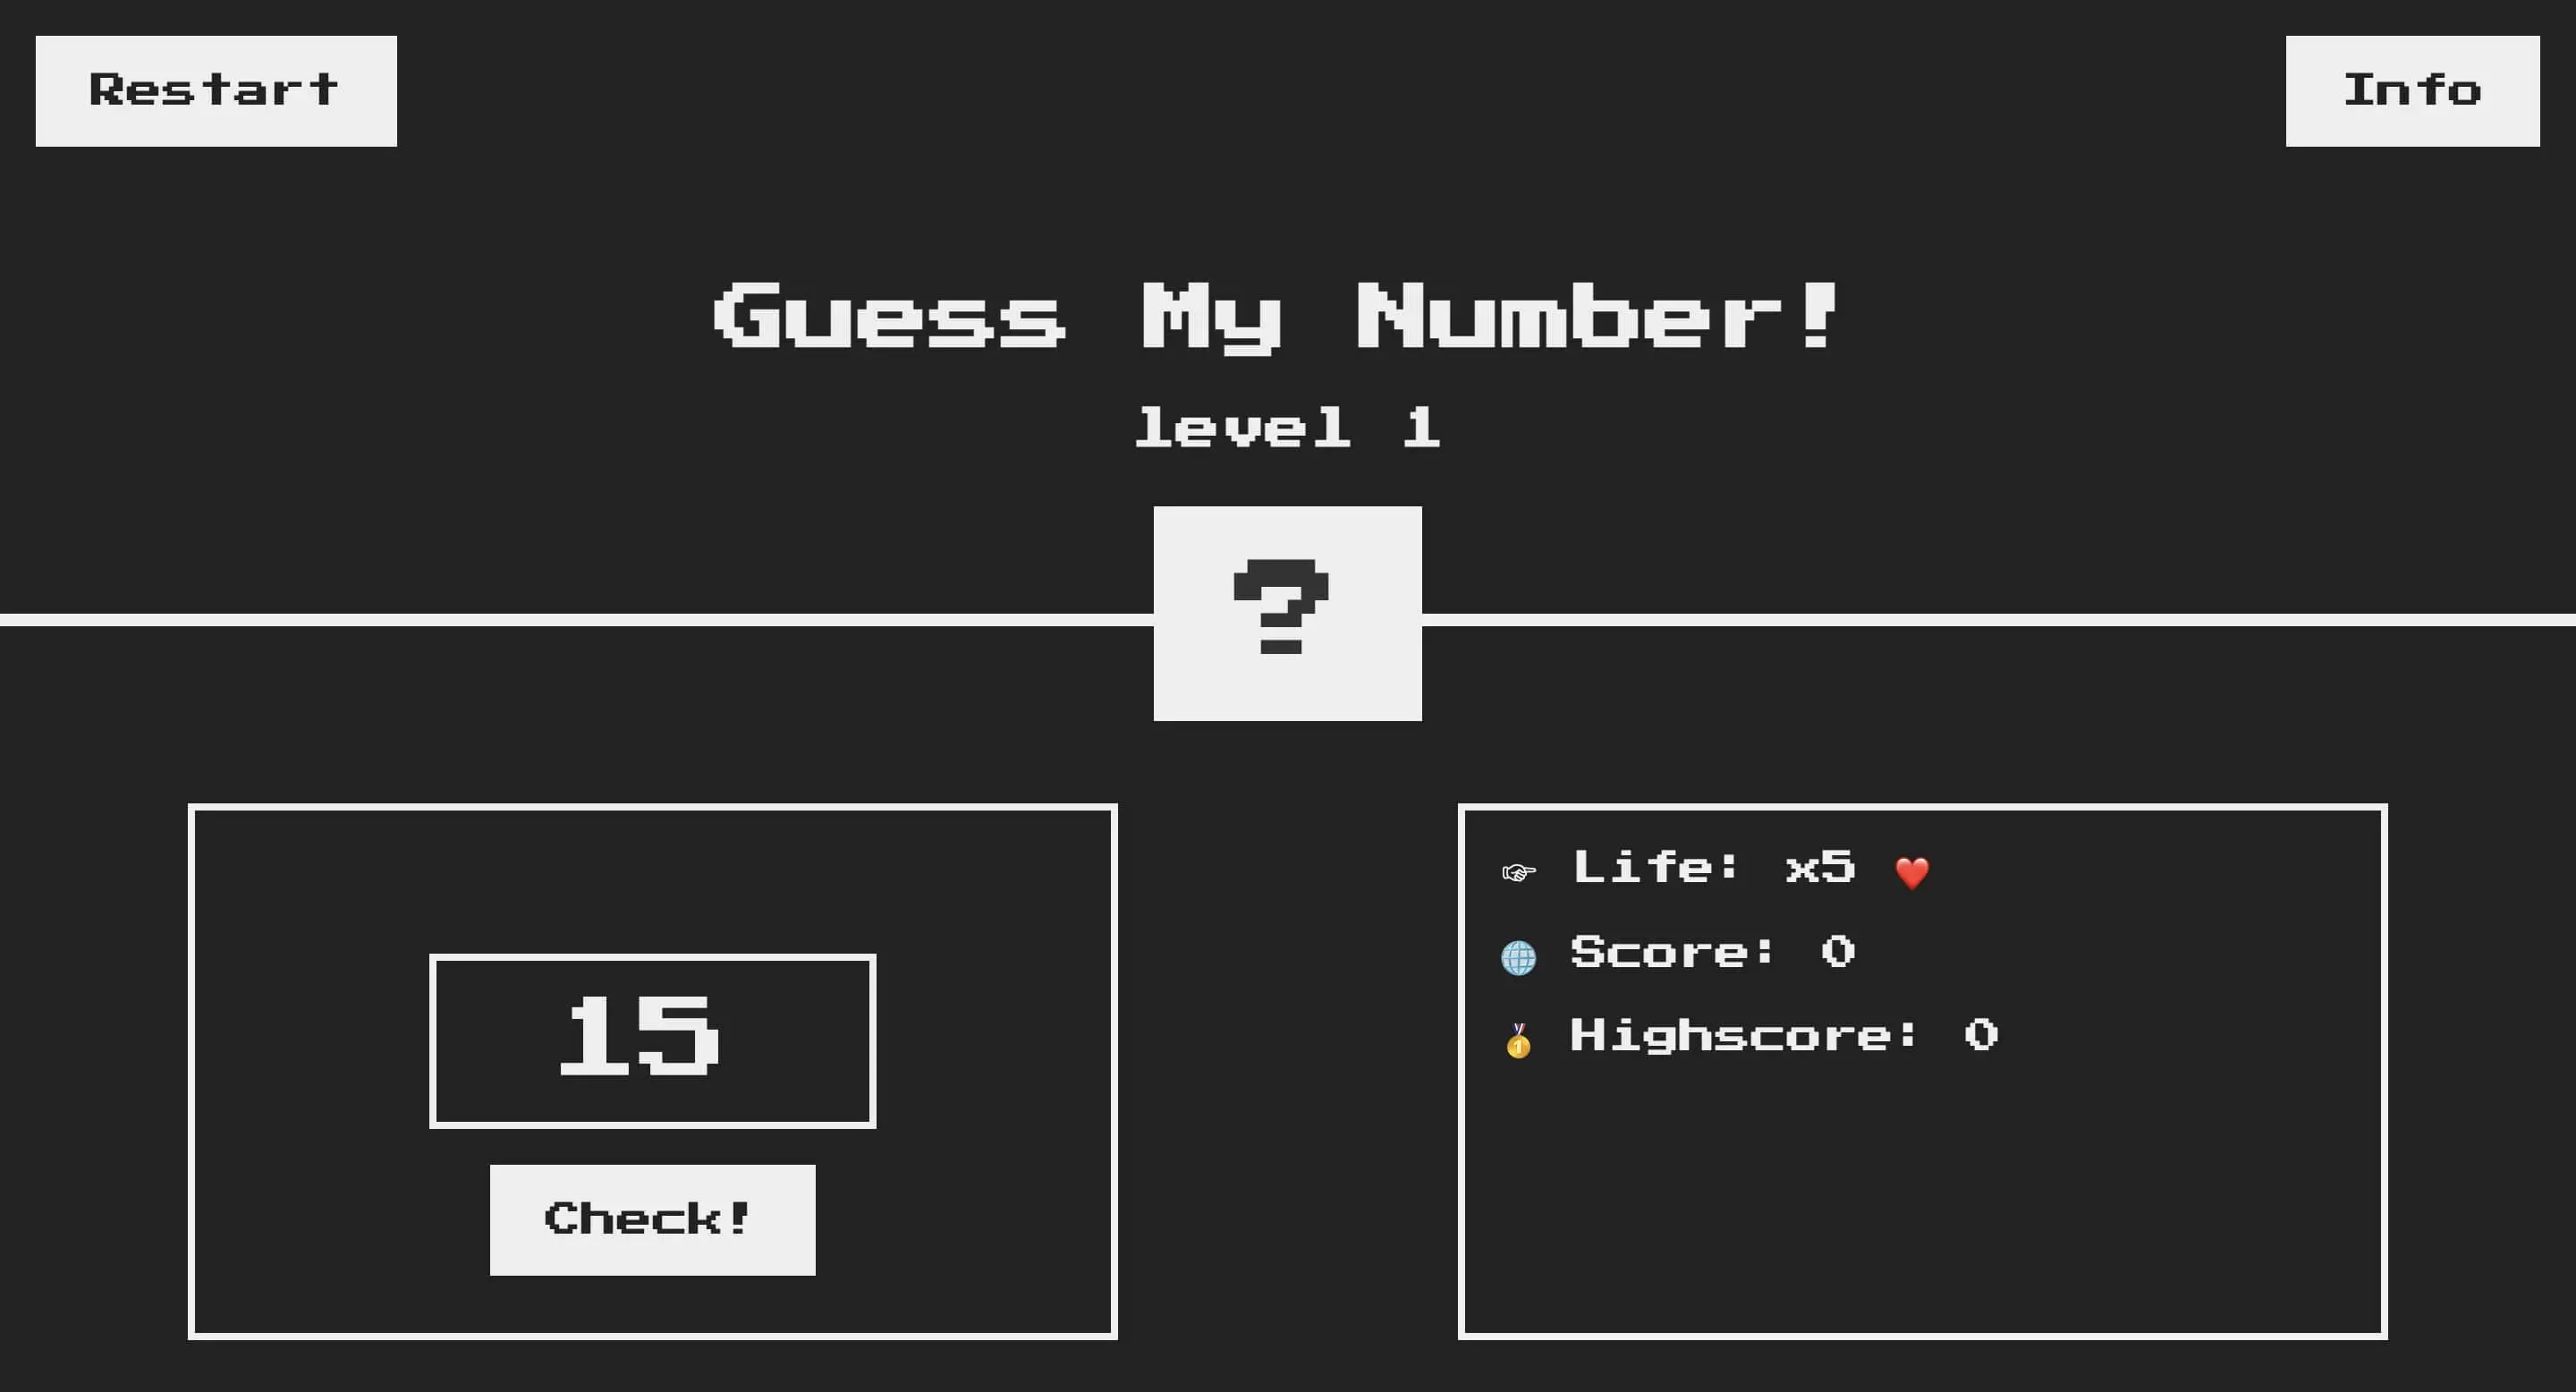 Restart
Info
Guess My Number!
level 1
?
15
Check!
👉 Life: x5 ❤️
🌐 Score: 0
🥇 Highscore: 0